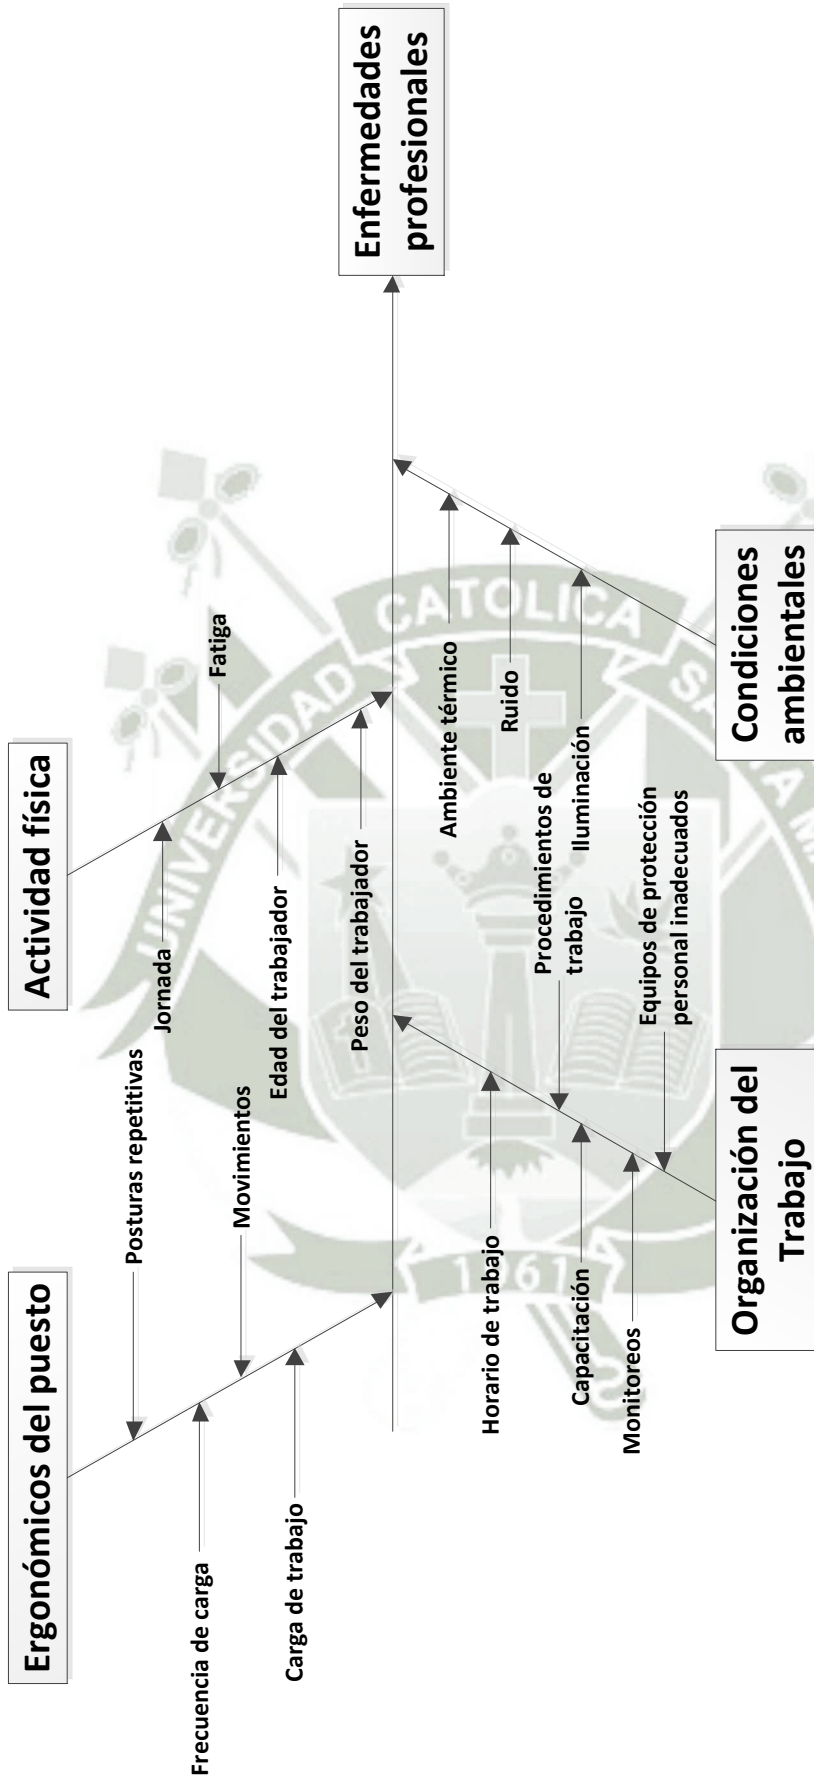 Ergonómicos del puesto
Posturas repetitivas
Frecuencia de carga
Movimientos
Carga de trabajo
Actividad física
Jornada
Fatiga
Edad del trabajador
Peso del trabajador
Enfermedades
profesionales
Horario de trabajo
Procedimientos de
trabajo
Capacitación
Monitoreos
Equipos de protección
personal inadecuados
Organización del
Trabajo
Ambiente térmico
Ruido
Iluminación
Condiciones
ambientales
UNIVERSIDAD
CATOLICA
1961